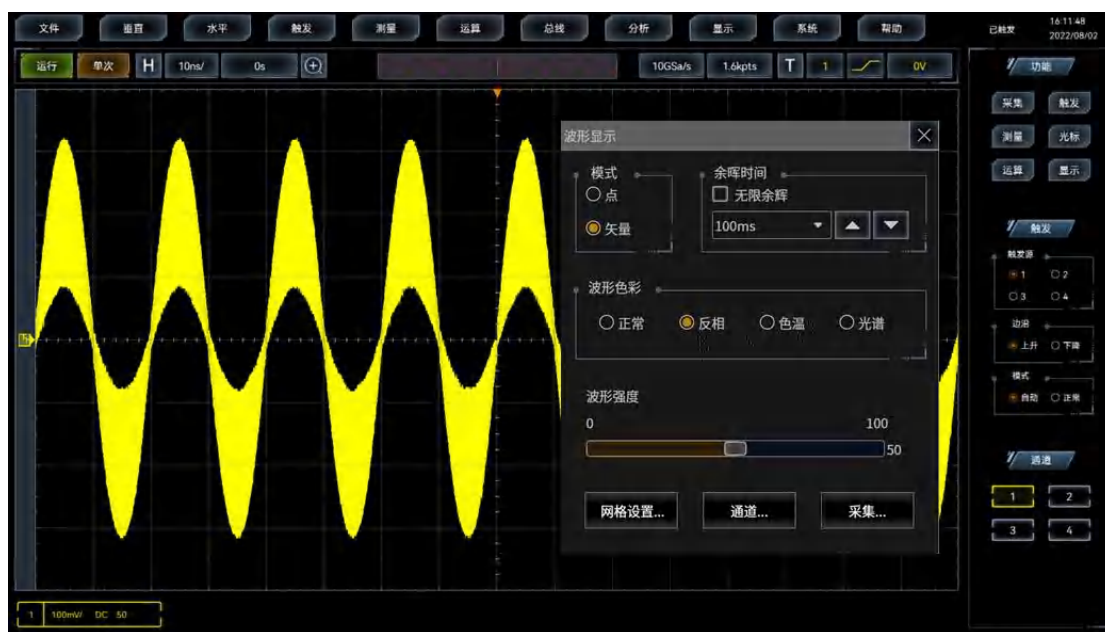 文件 垂直 水平 触发 测量 运算 总线 分析 显示 系统 帮助 已触发 16:11:48
2022/08/02
运行 单次 H 10ns/ 0s 10GSa/s 1.6kpts T 1 0V
功能
采集 触发
测量 光标
运算 显示
波形显示
模式 余晖时间
点 无限余辉
矢量 100ms
波形色彩
正常 反相 色温 光谱
波形强度
0 100
50
网格设置... 通道... 采集...
触发
触发源
1 2
3 4
边沿
上升 下降
模式
自动 正常
通道
1 2
3 4
1 100mV/ DC 50